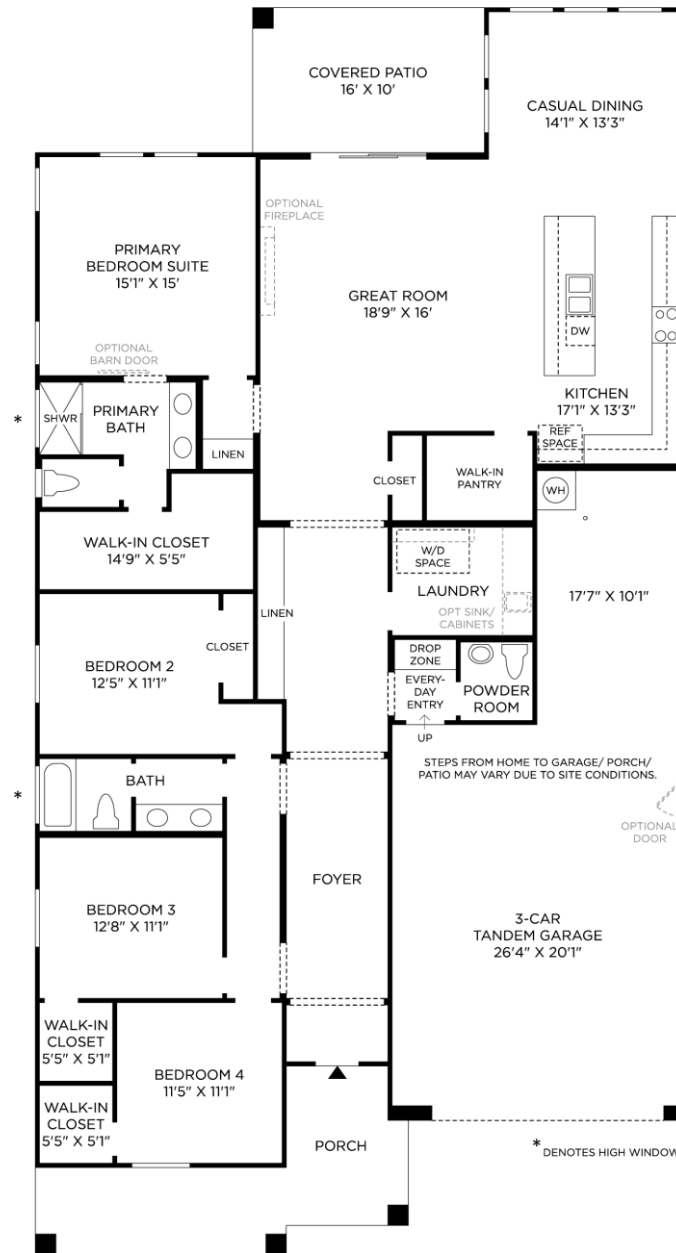 COVERED PATIO
16' X 10'
CASUAL DINING
14'1" X 13'3"
OPTIONAL
FIREPLACE
PRIMARY
BEDROOM SUITE
15'1" X 15'
GREAT ROOM
18'9" X 16'
DW
OPTIONAL
BARN DOOR
KITCHEN
17'1" X 13'3"
*
SHWR
PRIMARY
BATH
REF
SPACE
LINEN
CLOSET
WALK-IN
PANTRY
WH
WALK-IN CLOSET
14'9" X 5'5"
W/D
SPACE
LAUNDRY
17'7" X 10'1"
OPT SINK/
CABINETS
LINEN
CLOSET
BEDROOM 2
12'5" X 11'1"
DROP
ZONE
EVERY-
DAY
ENTRY
POWDER
ROOM
UP
STEPS FROM HOME TO GARAGE/ PORCH/
PATIO MAY VARY DUE TO SITE CONDITIONS.
*
BATH
OPTIONAL
DOOR
FOYER
BEDROOM 3
12'8" X 11'1"
3-CAR
TANDEM GARAGE
26'4" X 20'1"
WALK-IN
CLOSET
5'5" X 5'1"
BEDROOM 4
11'5" X 11'1"
WALK-IN
CLOSET
5'5" X 5'1"
PORCH
* DENOTES HIGH WINDOW